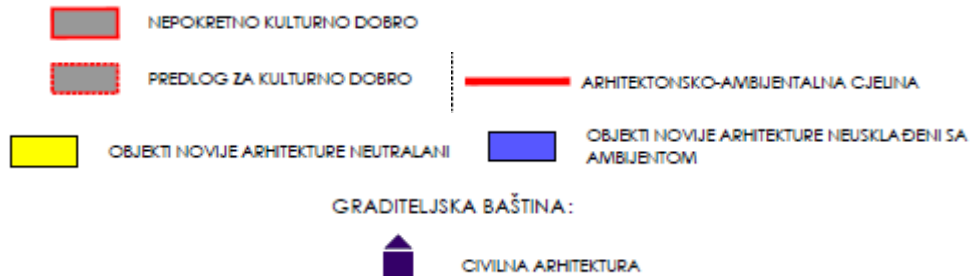 NEPOKRETNO KULTURNO DOBRO
PREDLOG ZA KULTURNO DOBRO
ARHITEKTONSKO-AMBIJENTALNA CJELINA
OBJEKTI NOVIJE ARHITEKTURE NEUTRALANI
OBJEKTI NOVIJE ARHITEKTURE NEUSKLAĐENI SA
AMBIJENTOM
GRADITELJSKA BAŠTINA:
CIVILNA ARHITEKTURA